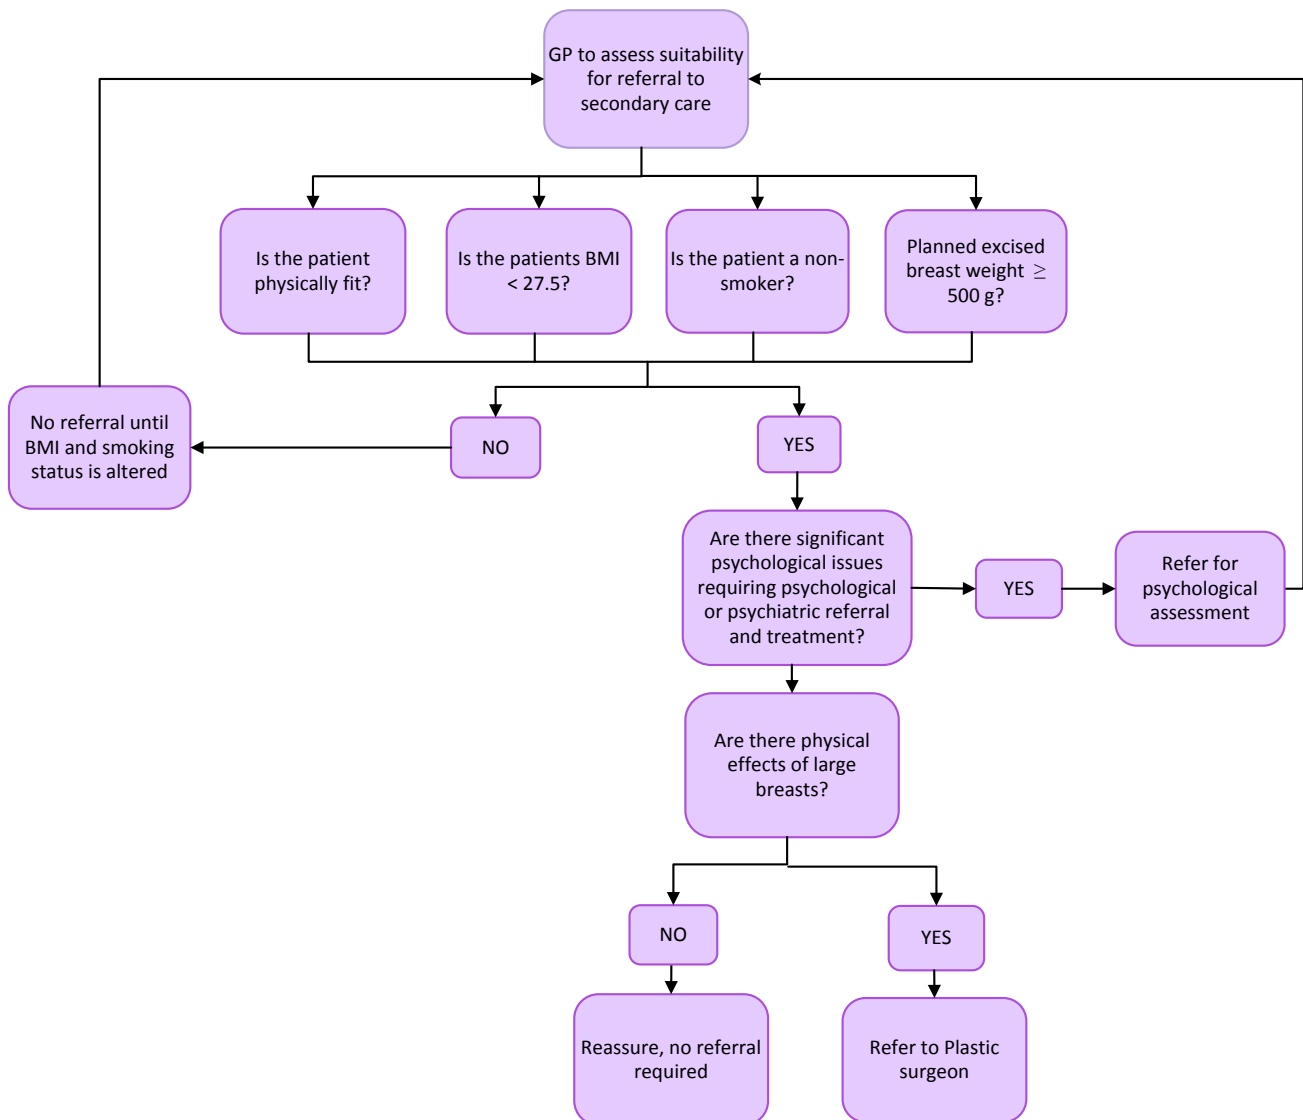 GP to assess suitability
for referral to
secondary care
Is the patient
physically fit?
Is the patients BMI
< 27.5?
Is the patient a non-
smoker?
Planned excised
breast weight ≥
500 g?
No referral until
BMI and smoking
status is altered
NO
YES
Are there significant
psychological issues
requiring psychological
or psychiatric referral
and treatment?
YES
Refer for
psychological
assessment
Are there physical
effects of large
breasts?
NO
YES
Reassure, no referral
required
Refer to Plastic
surgeon